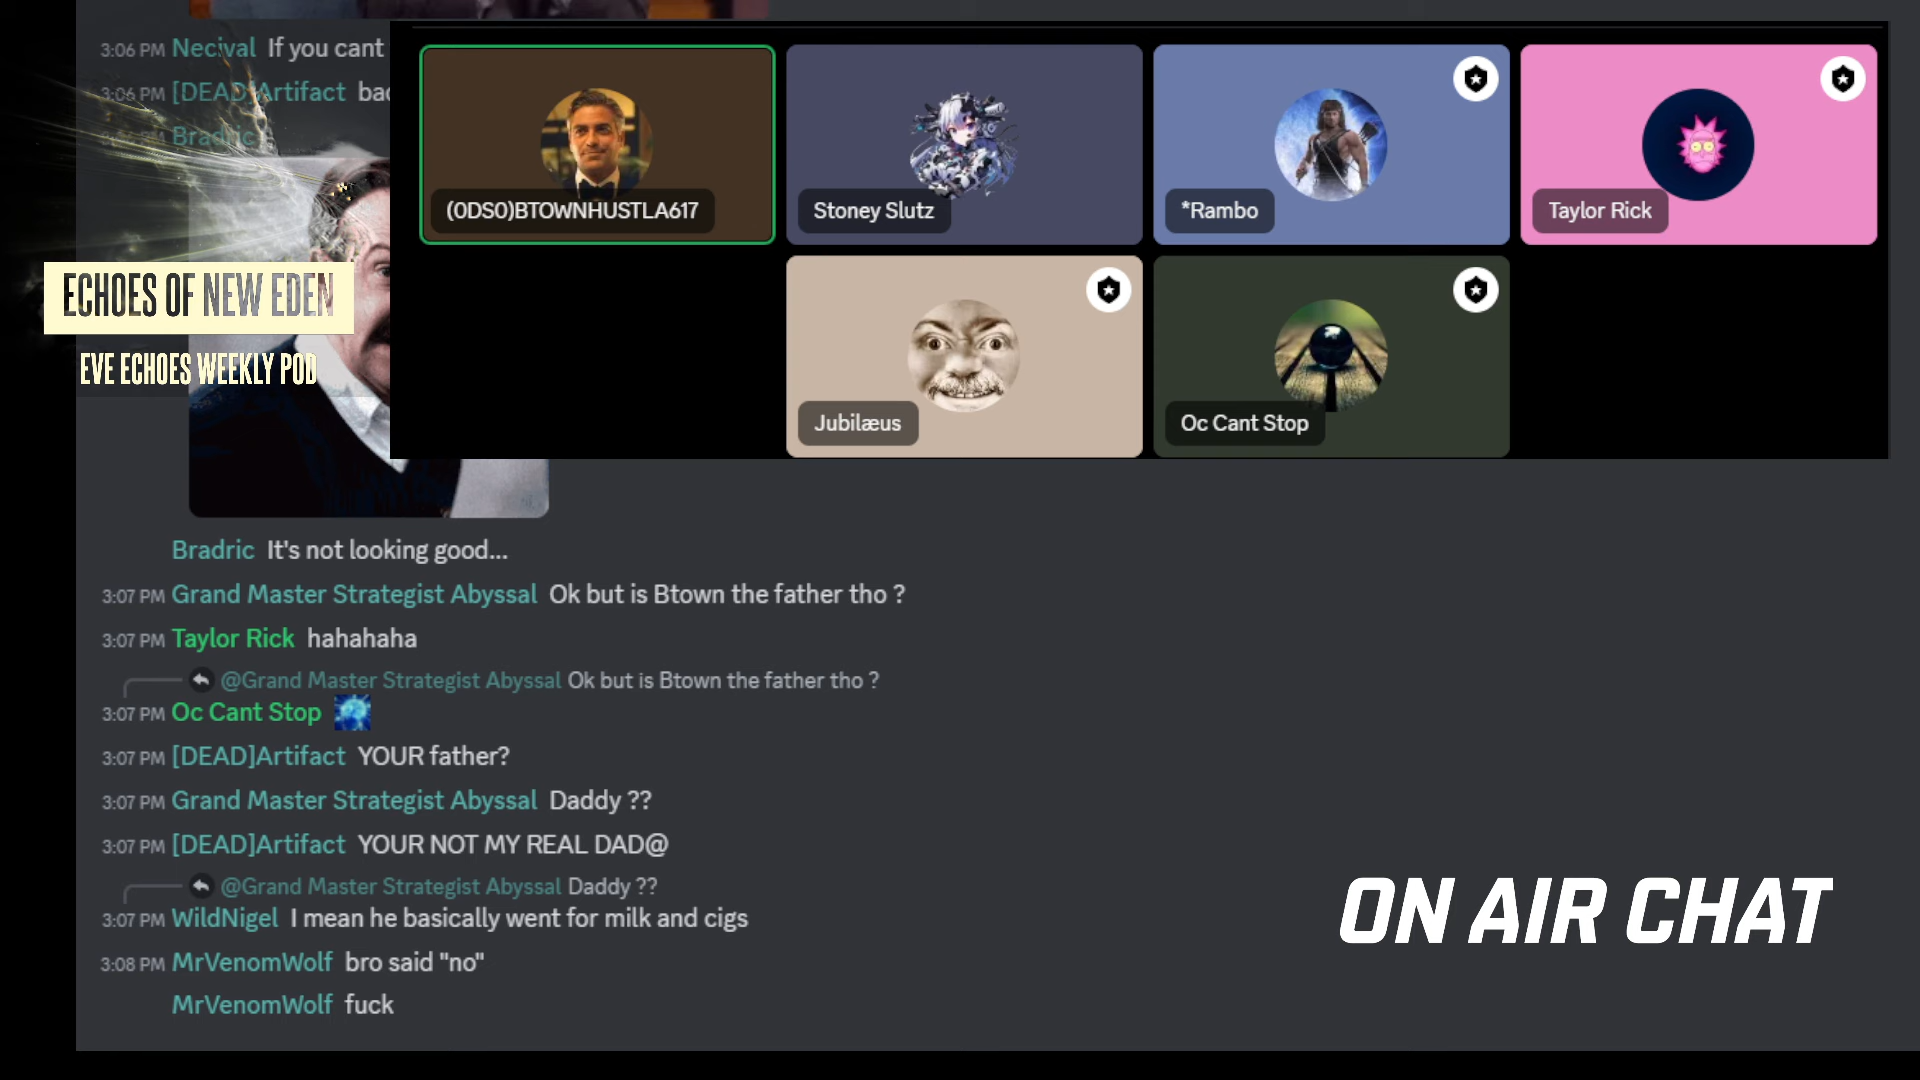 3:06 PM Necival If you cant
3:06 PM [DEAD]Artifact bac
Bradric
(ODSO)BTOWNHUSTLA617
Stoney Slutz
*Rambo
Taylor Rick
Jubilæus
Oc Cant Stop
ECHOES OF NEW EDEN
EVE ECHOES WEEKLY POD
Bradric It's not looking good...
3:07 PM Grand Master Strategist Abyssal Ok but is Btown the father tho ?
3:07 PM Taylor Rick hahahaha
@Grand Master Strategist Abyssal Ok but is Btown the father tho ?
3:07 PM Oc Cant Stop
3:07 PM [DEAD]Artifact YOUR father?
3:07 PM Grand Master Strategist Abyssal Daddy ??
3:07 PM [DEAD]Artifact YOUR NOT MY REAL DAD@
@Grand Master Strategist Abyssal Daddy ??
3:07 PM WildNigel I mean he basically went for milk and cigs
3:08 PM MrVenomWolf bro said "no"
MrVenomWolf fuck
ON AIR CHAT